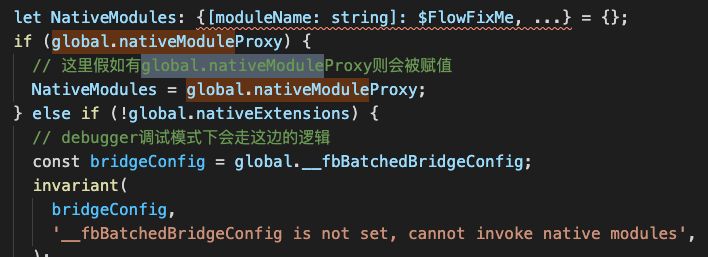 let NativeModules: {[moduleName: string]: $FlowFixMe, ...} = {};
if (global.nativeModuleProxy) {
  // 这里假如有global.nativeModuleProxy则会被赋值
  NativeModules = global.nativeModuleProxy;
} else if (!global.nativeExtensions) {
  // debugger调试模式下会走这边的逻辑
  const bridgeConfig = global.__fbBatchedBridgeConfig;
  invariant(
    bridgeConfig,
    '__fbBatchedBridgeConfig is not set, cannot invoke native modules',
  );